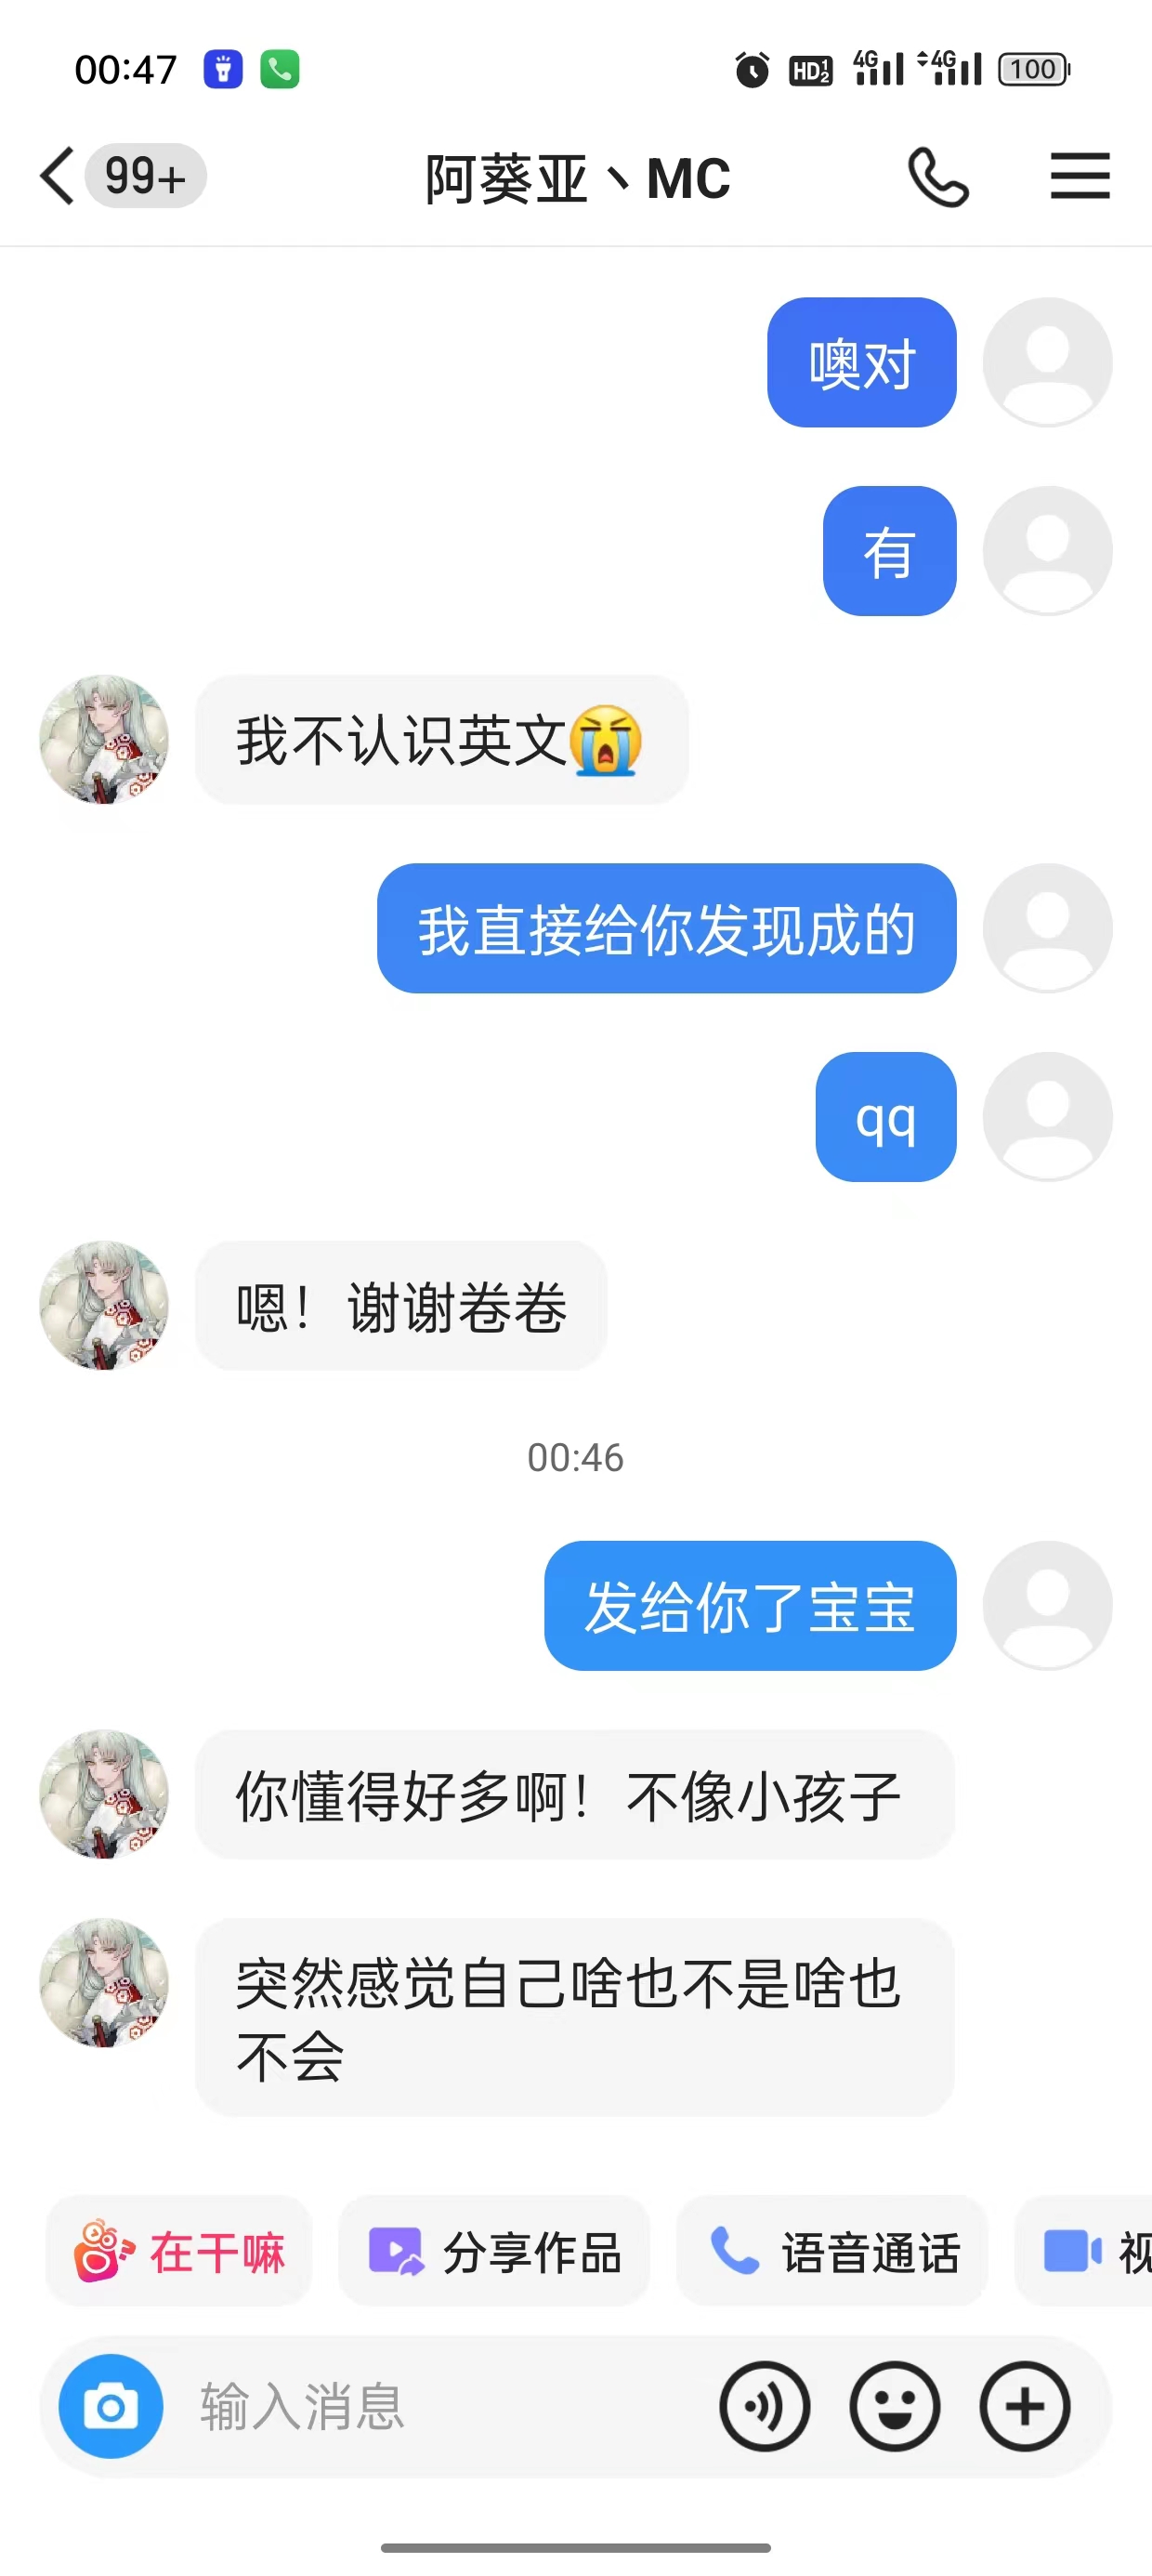 00:47
HD12 4G 4G 100
99+ 阿葵亚丶MC
噢对
有
我不认识英文😭
我直接给你发现成的
qq
嗯！谢谢卷卷
00:46
发给你了宝宝
你懂得好多啊！不像小孩子
突然感觉自己啥也不是啥也
不会
在干嘛 分享作品 语音通话 视
输入消息